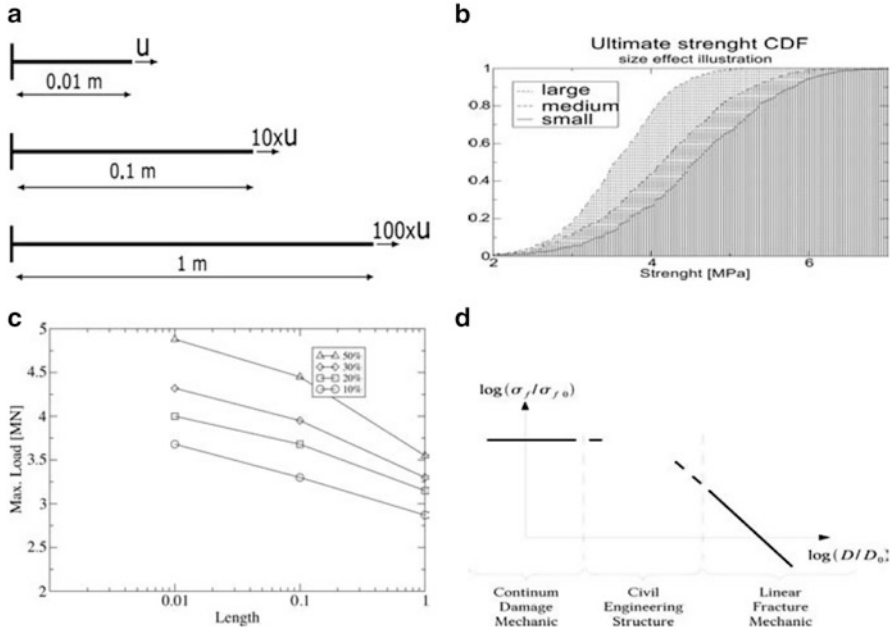 a
u
0.01 m
10xu
0.1 m
100xu
1 m
b
Ultimate strenght CDF
size effect illustration
large
medium
small
1
0.8
0.6
0.4
0.2
0
2
4
6
Strenght [MPa]
c
5
4.5
4
3.5
3
2.5
2
Max. Load [MN]
50%
30%
20%
10%
0.01
0.1
1
Length
d
log(σf/σf0)
log(D/D0)
Continum
Damage
Mechanic
Civil
Engineering
Structure
Linear
Fracture
Mechanic